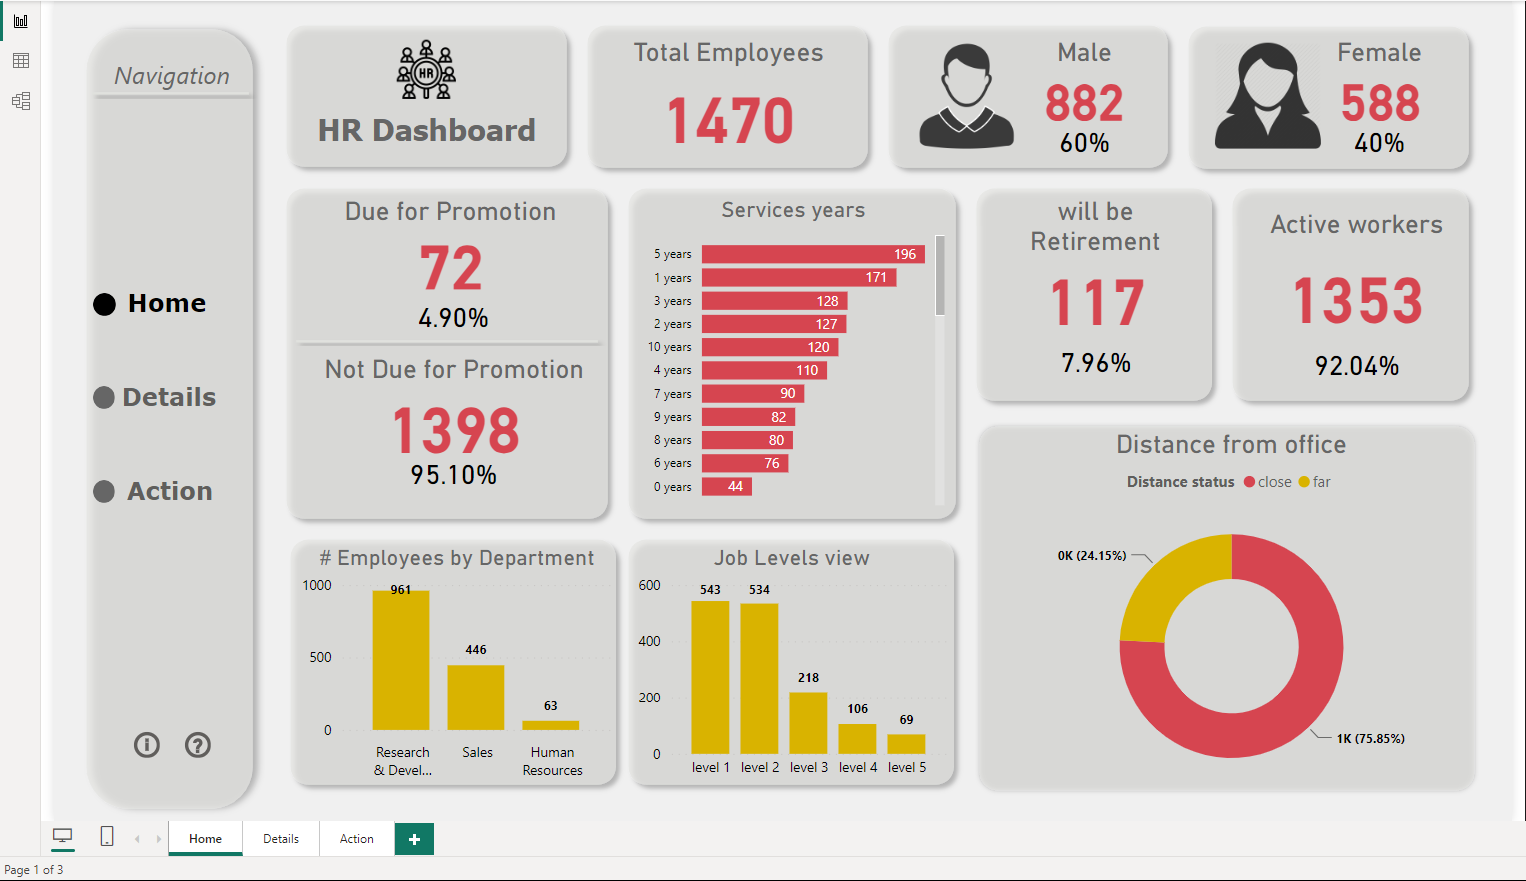 Navigation
Home
Details
Action
HR
HR Dashboard
Total Employees
1470
Male
882
60%
Female
588
40%
Due for Promotion
72
4.90%
Not Due for Promotion
1398
95.10%
Services years
5 years 196
1 years 171
3 years 128
2 years 127
10 years 120
4 years 110
7 years 90
9 years 82
8 years 80
6 years 76
0 years 44
will be
Retirement
117
7.96%
Active workers
1353
92.04%
# Employees by Department
1000
500
0
961
446
63
Research
& Devel...
Sales
Human
Resources
Job Levels view
600
400
200
0
543
534
218
106
69
level 1 level 2 level 3 level 4 level 5
Distance from office
Distance status close far
0K (24.15%)
1K (75.85%)
Home Details Action
Page 1 of 3